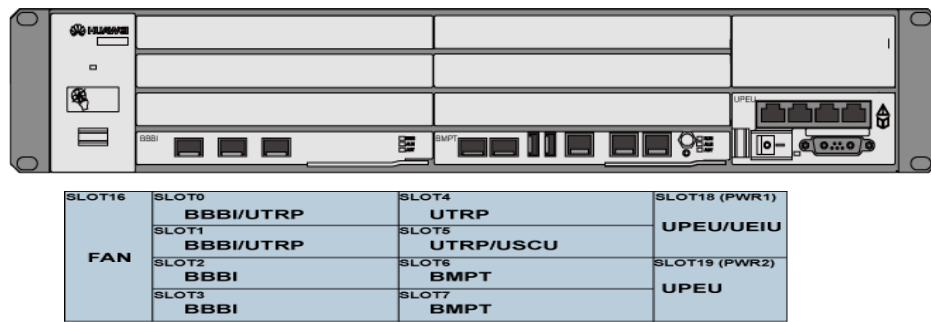 HUAWEI
UPEU
BBBI
BMPT
SLOT16
FAN
SLOT0
BBBI/UTRP
SLOT4
UTRP
SLOT18 (PWR1)
UPEU/UEIU
SLOT1
BBBI/UTRP
SLOT5
UTRP/USCU
SLOT2
BBBI
SLOT6
BMPT
SLOT19 (PWR2)
UPEU
SLOT3
BBBI
SLOT7
BMPT